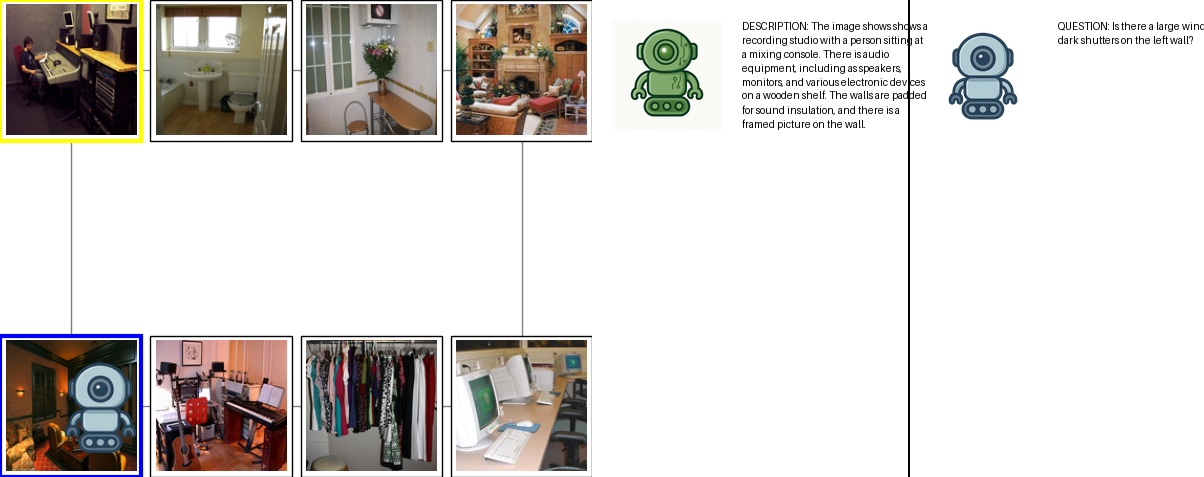 DESCRIPTION: The image shows shows a
recording studio with a person sitting at
a mixing console. There is audio
equipment, including as speakers,
monitors, and various electronic devices
on a wooden shelf. The walls are padded
for sound insulation, and there is a
framed picture on the wall.
QUESTION: Is there a large
dark shutters on the left wall?